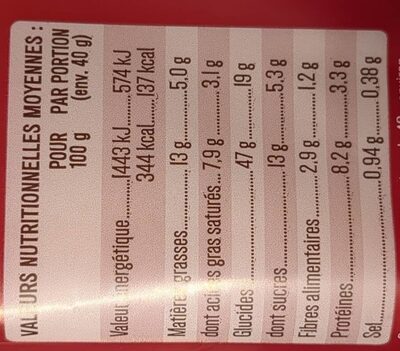 VALEURS NUTRITIONNELLES MOYENNES :
POUR PAR PORTION
100 g (env. 40 g)
Valeur énergétique.....1443 kJ.......574 kJ
344 kcal.....137 kcal
Matières grasses.........13 g.........5,0 g
dont acides gras saturés....7,9 g.........3,1 g
Glucides.........47 g.........19 g
dont sucres.........13 g.........5,3 g
Fibres alimentaires.....2,9 g.........1,2 g
Protéines.........8,2 g.........3,3 g
Sel.........0,94 g.........0,38 g